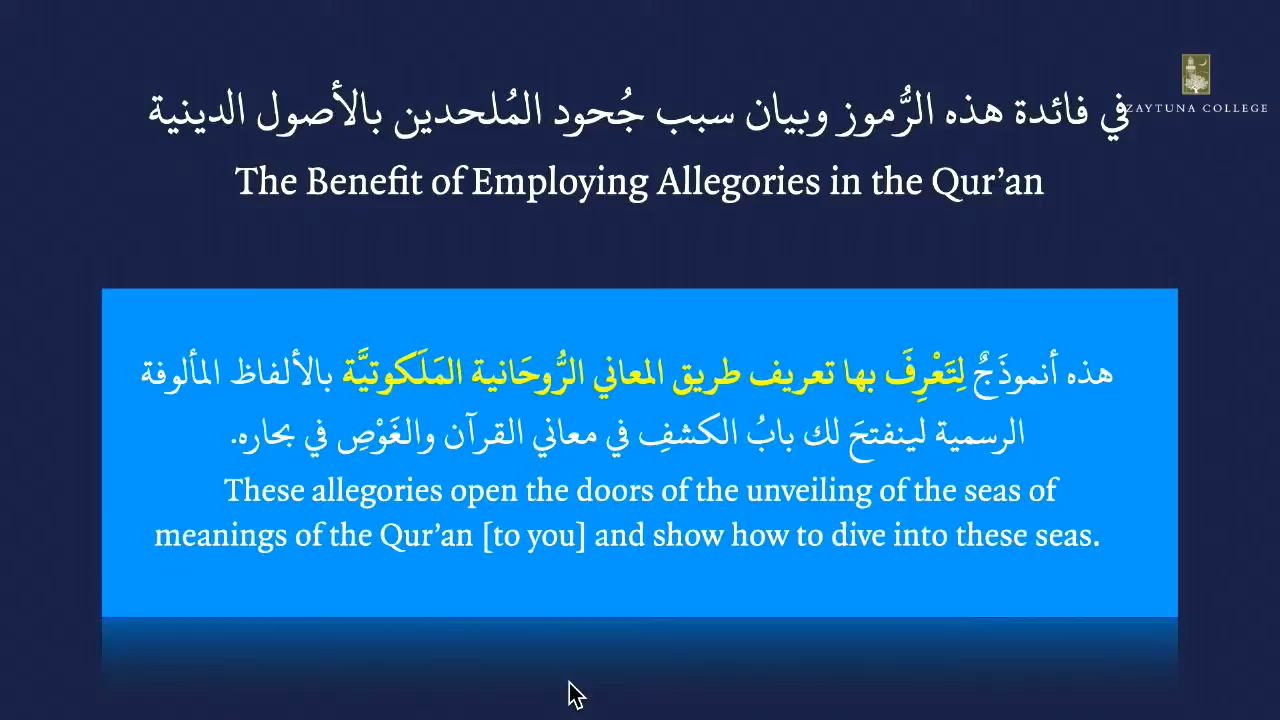 في فائدة هذه الرُّموز وبيان سبب جُحود المُلحدين بالأصول الدينية
ZAYTUNA COLLEGE
The Benefit of Employing Allegories in the Qur’an
هذه أنموذَجٌ لِتَعْرِفَ بها تعريف طريق المعاني الرُّوحَانية المَلَكوتيَّة بالألفاظ المألوفة
الرسمية لينفتحَ لك بابُ الكشفِ في معاني القرآن والغَوْصِ في بحاره.
These allegories open the doors of the unveiling of the seas of
meanings of the Qur’an [to you] and show how to dive into these seas.